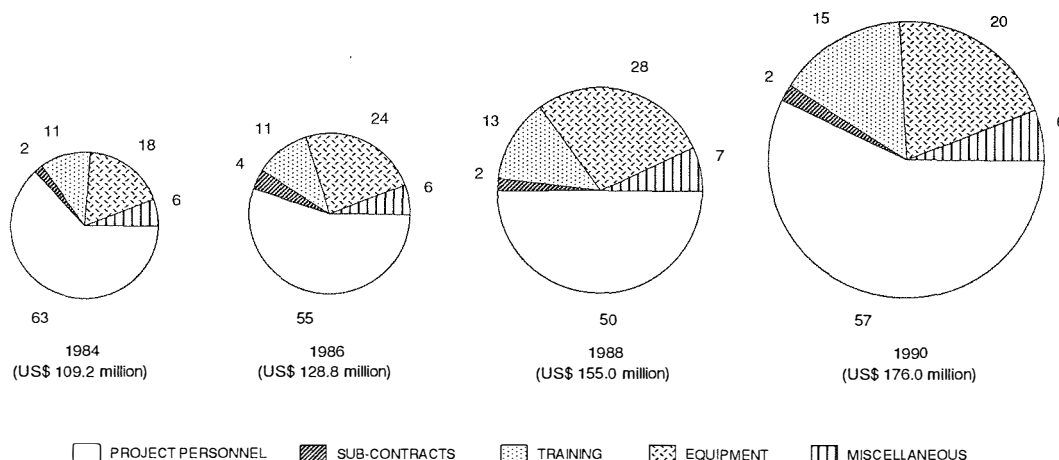 15
20
28
2
11
18
2
11
24
4
13
6
7
2
6
6
63
55
50
57
1984
(US$ 109.2 million)
1986
(US$ 128.8 million)
1988
(US$ 155.0 million)
1990
(US$ 176.0 million)
PROJECT PERSONNEL
SUB-CONTRACTS
TRAINING
EQUIPMENT
MISCELLANEOUS